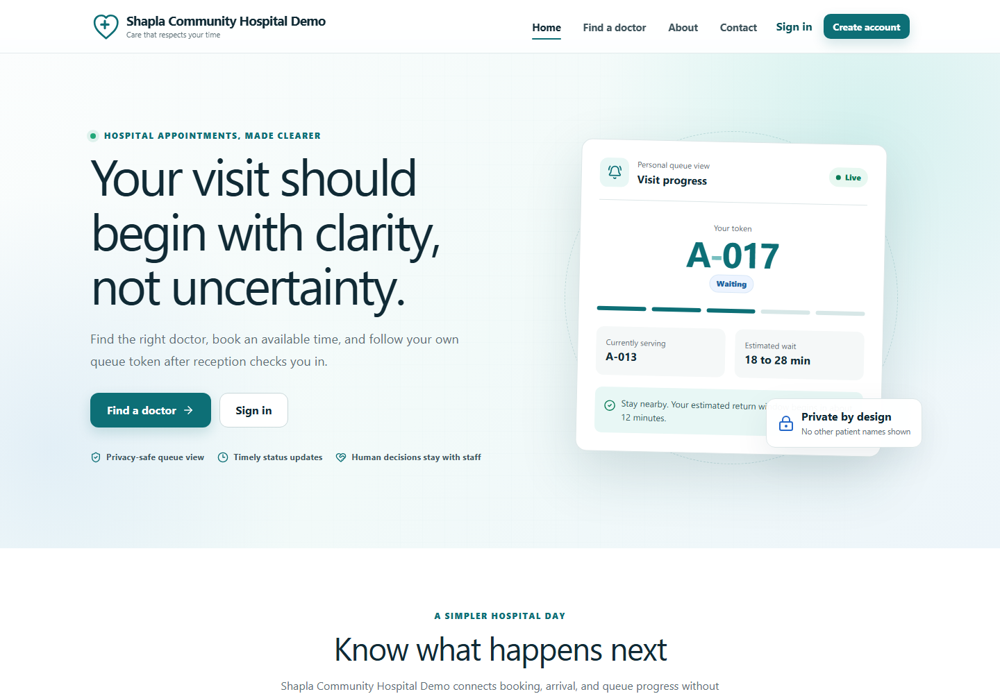 Shapla Community Hospital Demo
Care that respects your time
Home
Find a doctor
About
Contact
Sign in
Create account
HOSPITAL APPOINTMENTS, MADE CLEARER
Your visit should
begin with clarity,
not uncertainty.
Find the right doctor, book an available time, and follow your own
queue token after reception checks you in.
Find a doctor
Sign in
Privacy-safe queue view
Timely status updates
Human decisions stay with staff
Personal queue view
Visit progress
Live
Your token
A-017
Waiting
Currently serving
A-013
Estimated wait
18 to 28 min
Stay nearby. Your estimated return
12 minutes.
Private by design
No other patient names shown
A SIMPLER HOSPITAL DAY
Know what happens next
Shapla Community Hospital Demo connects booking, arrival, and queue progress without